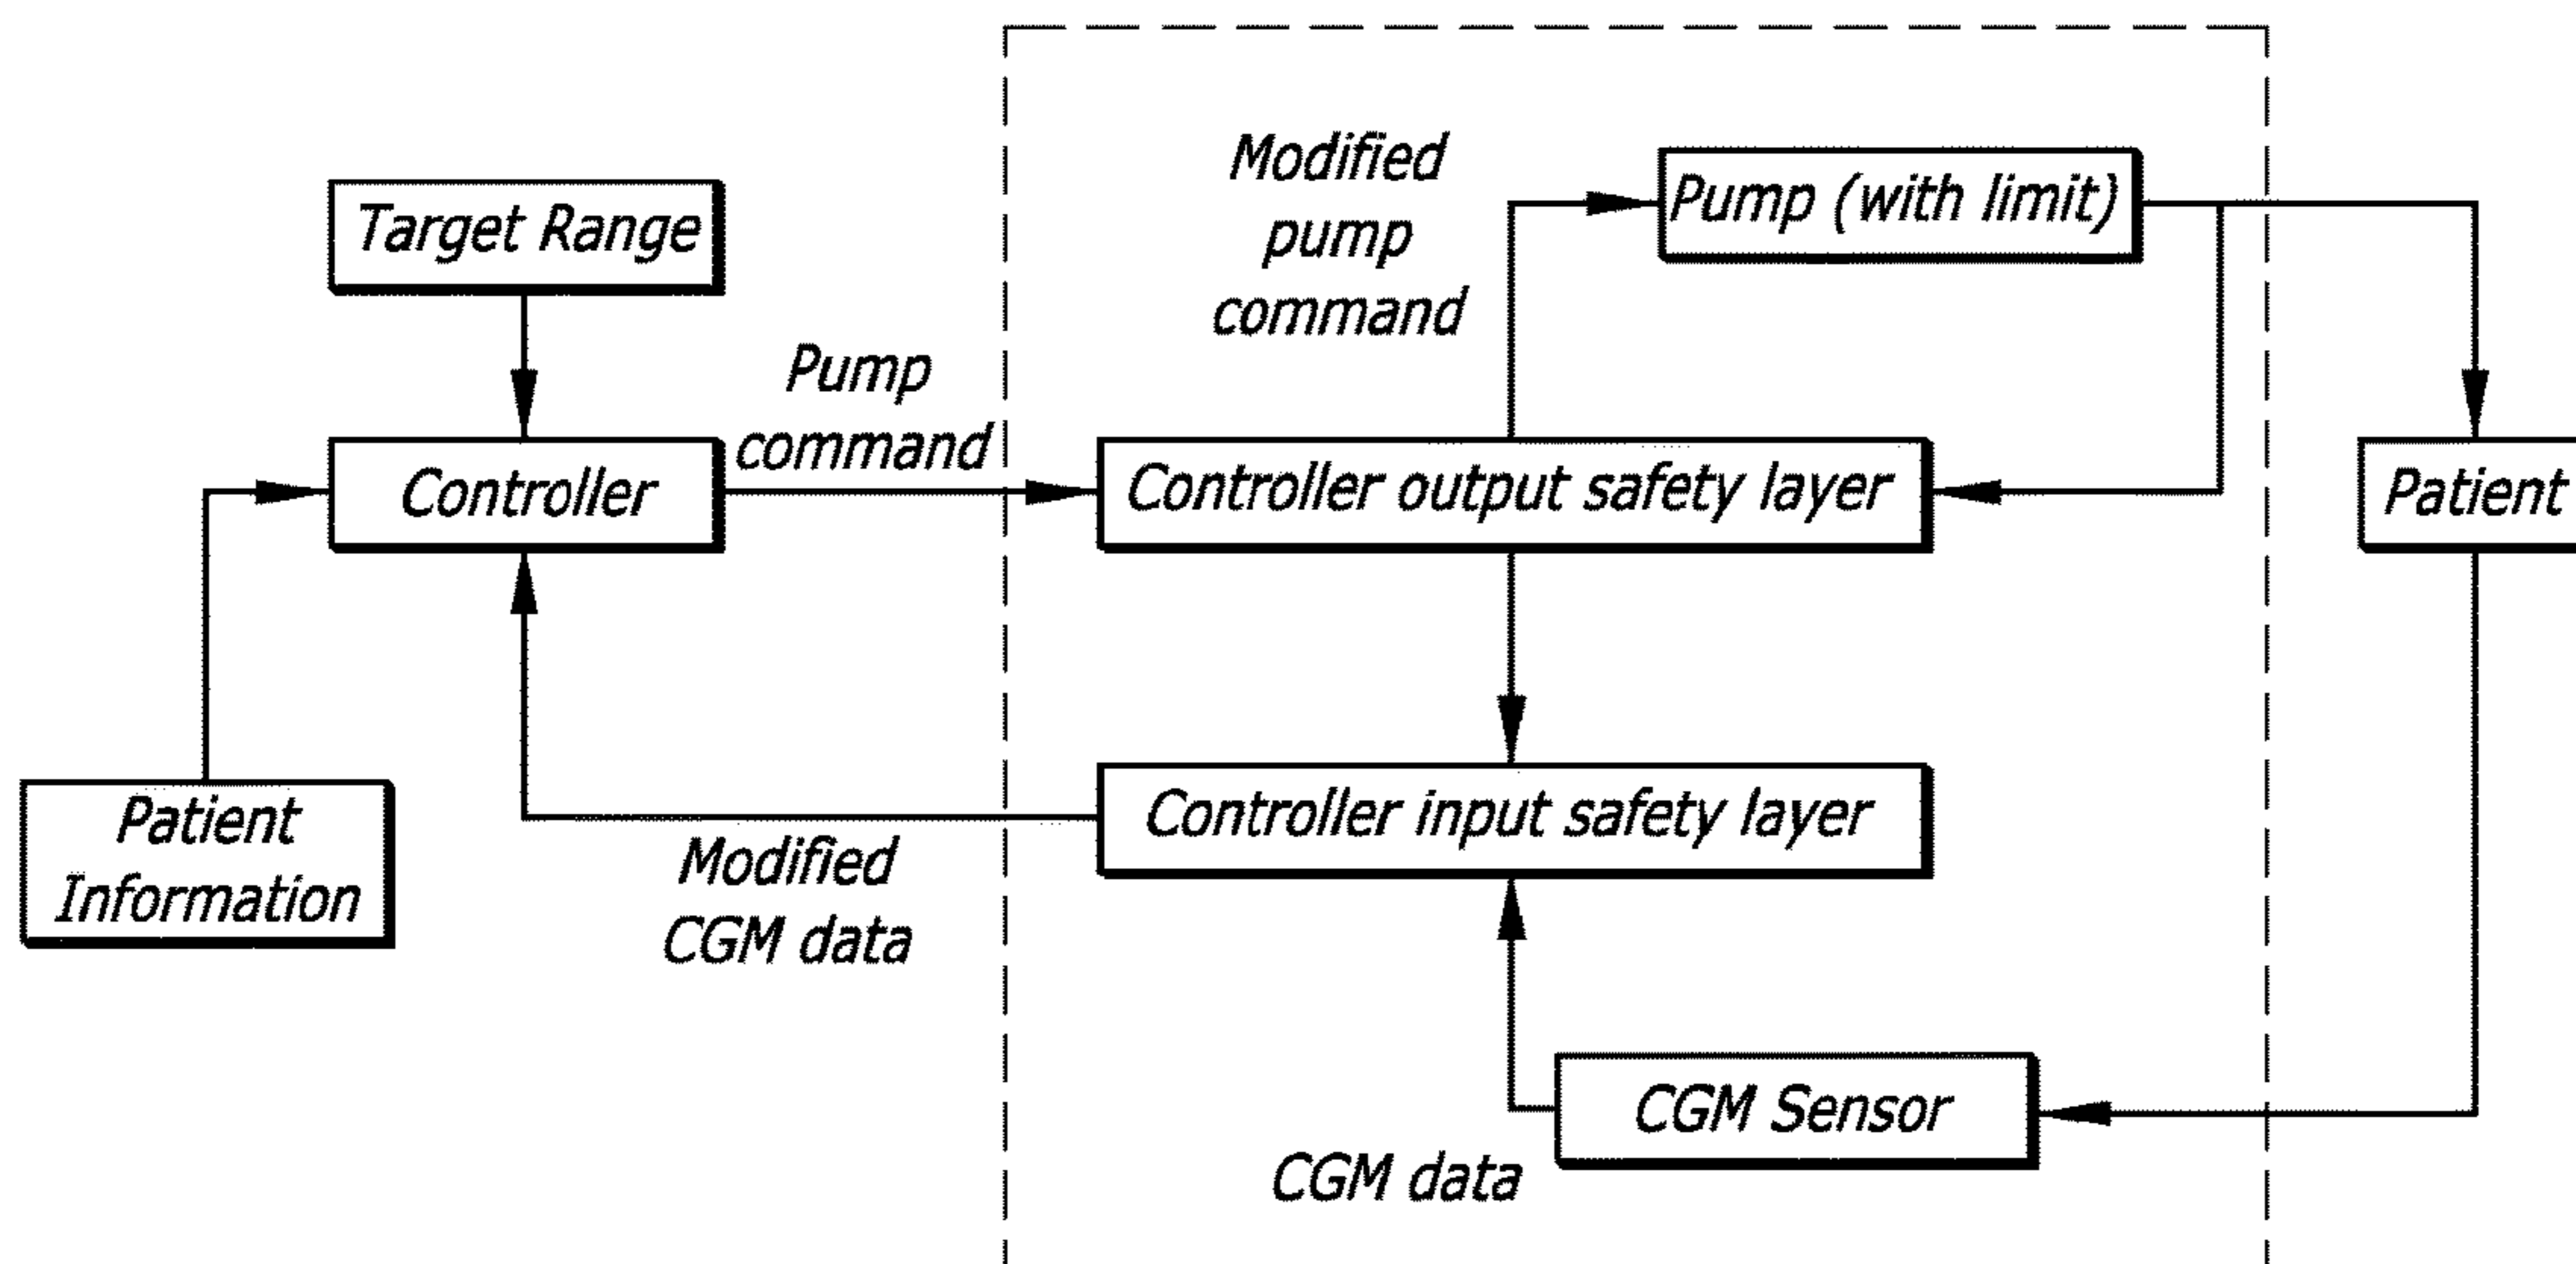 Modified
pump
command
Pump (with limit)
Target Range
Pump
command
Controller
Controller output safety layer
Patient
Patient
Information
Controller input safety layer
Modified
CGM data
CGM Sensor
CGM data